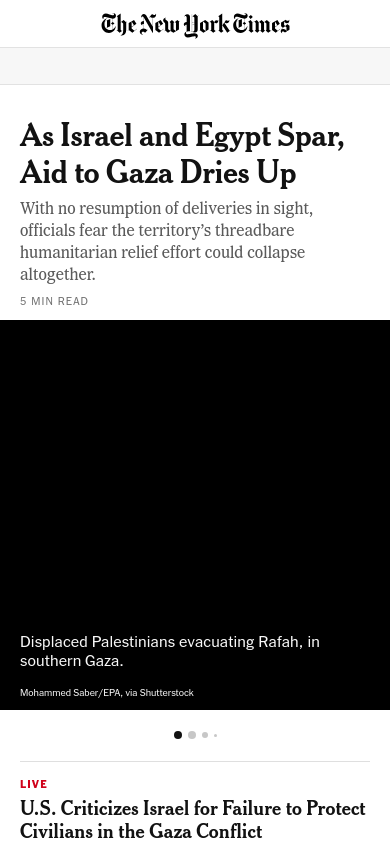 The New York Times
As Israel and Egypt Spar,
Aid to Gaza Dries Up
With no resumption of deliveries in sight,
officials fear the territory’s threadbare
humanitarian relief effort could collapse
altogether.
5 MIN READ
Displaced Palestinians evacuating Rafah, in
southern Gaza.
Mohammed Saber/EPA, via Shutterstock
LIVE
U.S. Criticizes Israel for Failure to Protect
Civilians in the Gaza Conflict